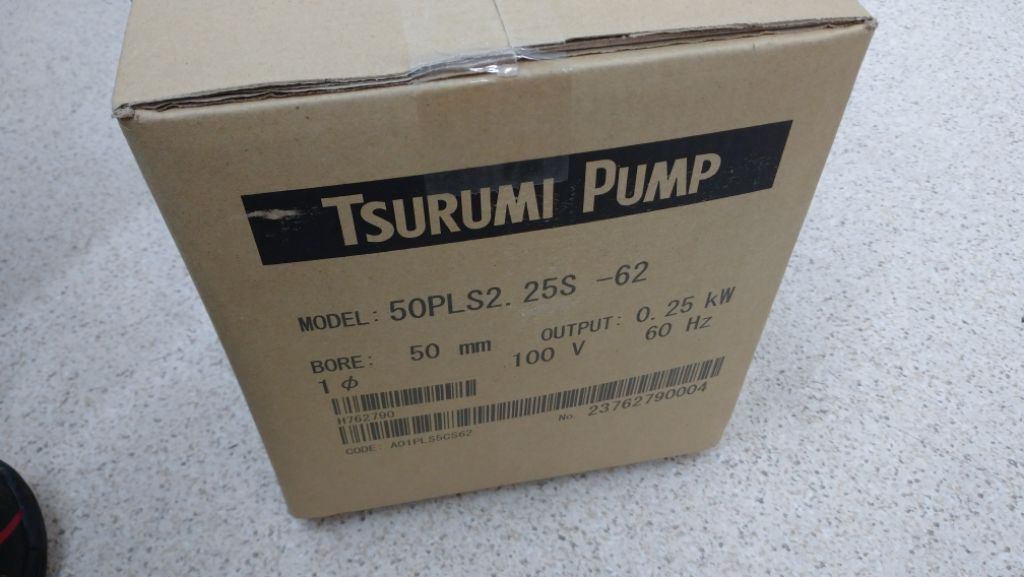 TSURUMI PUMP
MODEL: 50PLS2.25S -62
BORE: 50 mm OUTPUT: 0.25 kW
1 φ 100 V 60 Hz
H762790
No. 23762790004
CODE: A01PLS5CS62